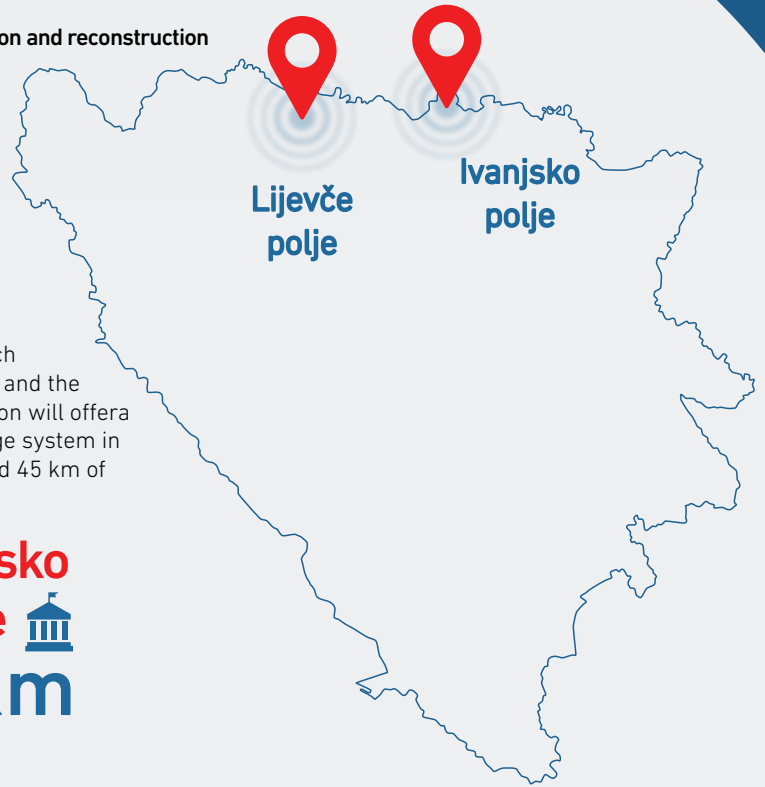 on and reconstruction
Lijevče
polje
Ivanjsko
polje
ch
and the
on will offera
ge system in
d 45 km of
sko
e
m